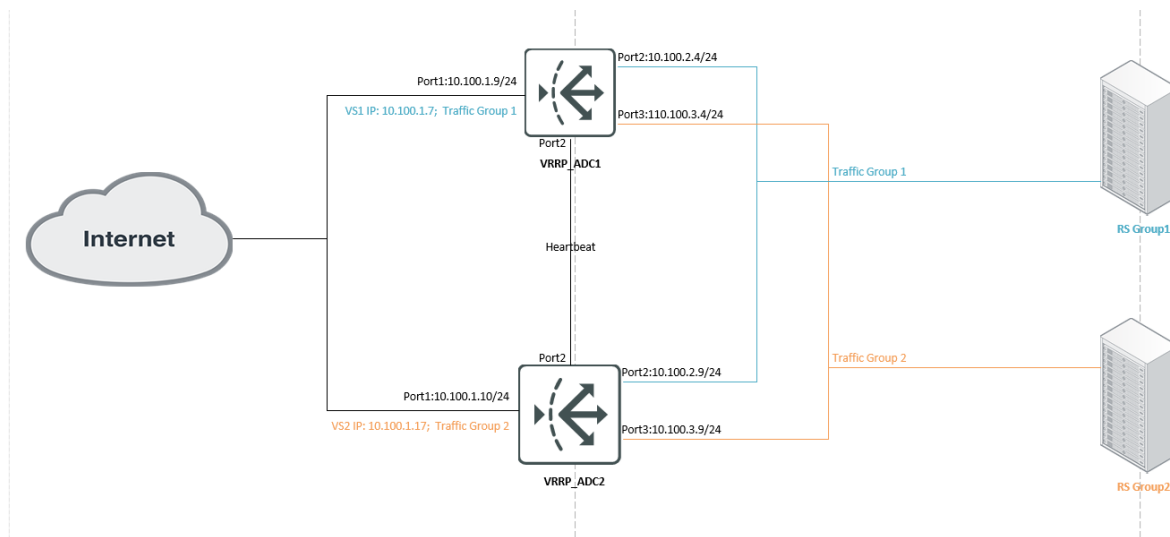 Port2:10.100.2.4/24
Port1:10.100.1.9/24
VS1 IP: 10.100.1.7; Traffic Group 1
Port3:110.100.3.4/24
Port2
VRRP_ADC1
Traffic Group 1
RS Group1
Internet
Heartbeat
Port2
Traffic Group 2
Port2:10.100.2.9/24
Port1:10.100.1.10/24
VS2 IP: 10.100.1.17; Traffic Group 2
Port3:10.100.3.9/24
VRRP_ADC2
RS Group2